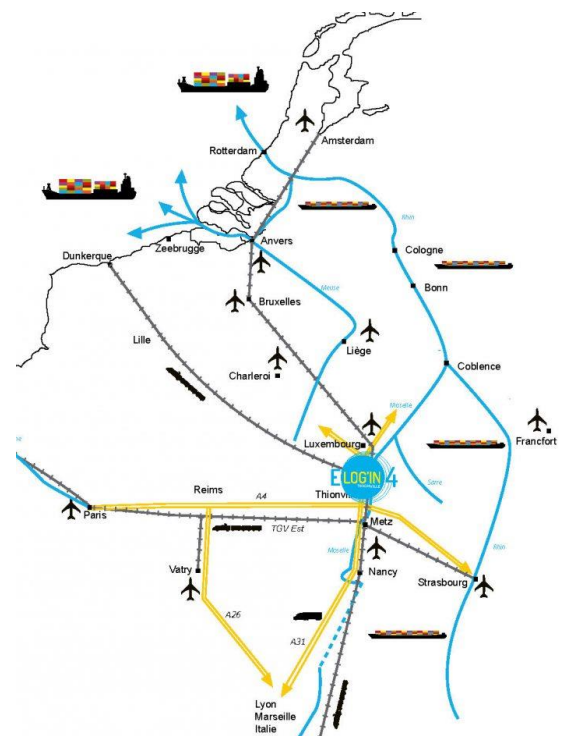 Amsterdam
Rotterdam
Rhin
Zeebrugge
Anvers
Cologne
Dunkerque
Bonn
Bruxelles
Meuse
Lille
Liège
Charleroi
Coblence
Moselle
Luxembourg
Francfort
E LOG'IN 4
Sarre
Reims
A4
Thionvi
Paris
TGV Est
Metz
Rhin
Moselle
Vatry
Nancy
Strasbourg
A26
A31
Lyon
Marseille
Italie